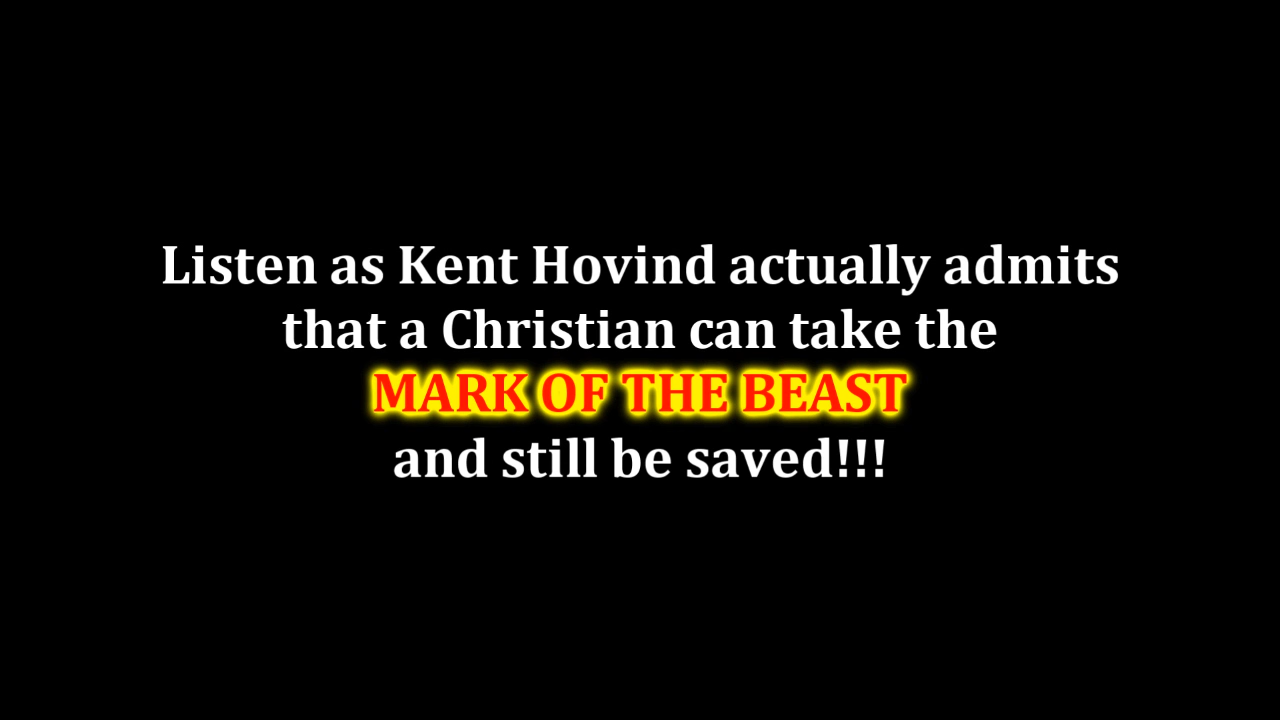 Listen as Kent Hovind actually admits
that a Christian can take the
MARK OF THE BEAST
and still be saved!!!